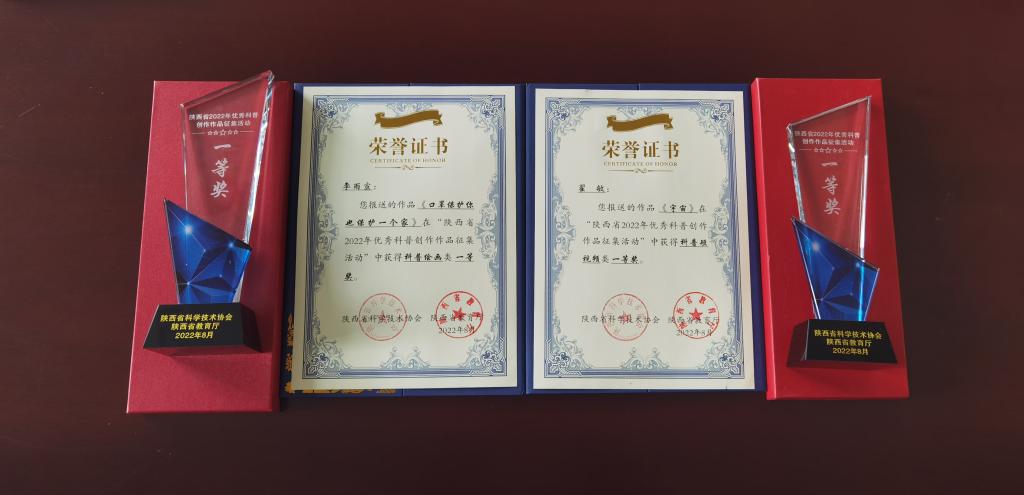 陕西省2022年优秀科普
创作作品征集活动
一等奖
陕西省科学技术协会
陕西省教育厅
2022年8月
荣誉证书
CERTIFICATE OF HONOR
李雨宸：
您报送的作品《口罩保护你
也保护一个家》在“陕西省
2022年优秀科普创作作品征集
活动”中获得科普绘画类一等
奖。
陕西省科学技术协会 陕西省教育厅
2022年8月
荣誉证书
CERTIFICATE OF HONOR
翟 敏：
您报送的作品《宇宙》在
“陕西省2022年优秀科普创作
作品征集活动”中获得科普短
视频类一等奖。
陕西省科学技术协会 陕西省教育厅
2022年8月
陕西省2022年优秀科普
创作作品征集活动
一等奖
陕西省科学技术协会
陕西省教育厅
2022年8月